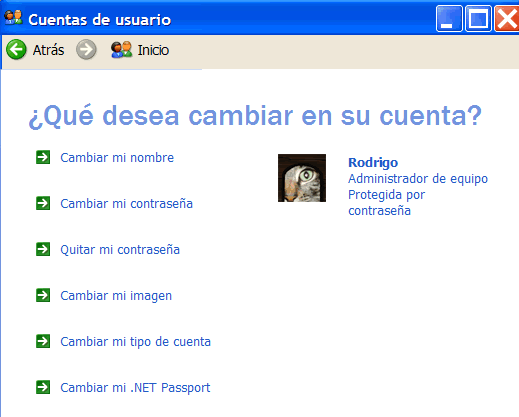 Cuentas de usuario
Atrás Inicio
¿Qué desea cambiar en su cuenta?
Cambiar mi nombre
Cambiar mi contraseña
Quitar mi contraseña
Cambiar mi imagen
Cambiar mi tipo de cuenta
Cambiar mi .NET Passport
Rodrigo
Administrador de equipo
Protegida por
contraseña